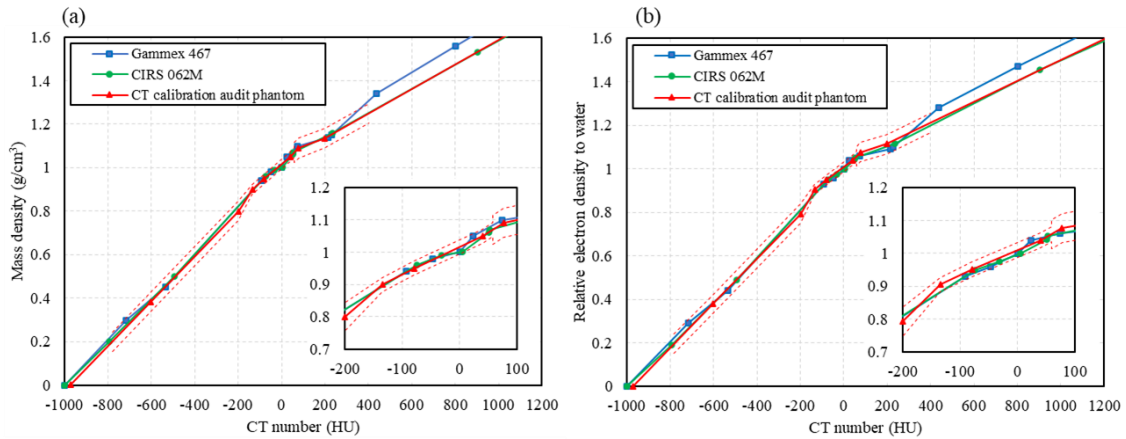 (a)
Mass density (g/cm³)
1.6
1.4
1.2
1
0.8
0.6
0.4
0.2
0
Gammex 467
CIRS 062M
CT calibration audit phantom
1.2
1.1
1.0
0.9
0.8
0.7
-200 -100 0 100
-1000 -800 -600 -400 -200 0 200 400 600 800 1000 1200
CT number (HU)
(b)
Relative electron density to water
1.6
1.4
1.2
1
0.8
0.6
0.4
0.2
0
Gammex 467
CIRS 062M
CT calibration audit phantom
1.2
1.1
1.0
0.9
0.8
0.7
-200 -100 0 100
-1000 -800 -600 -400 -200 0 200 400 600 800 1000 1200
CT number (HU)